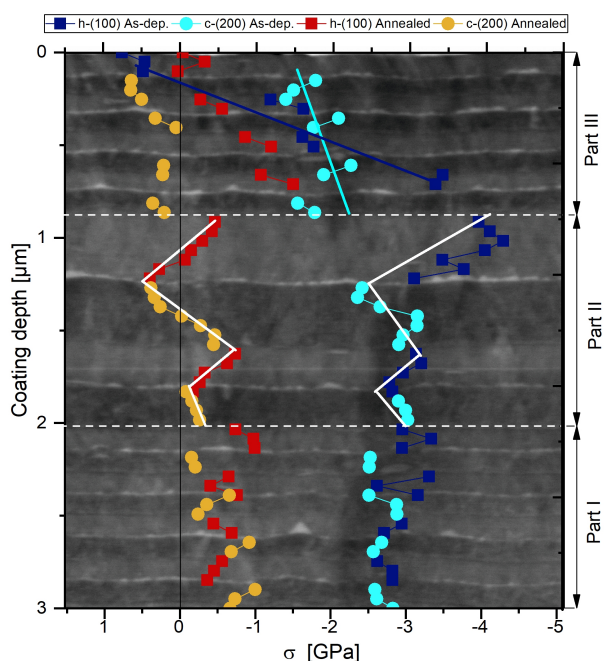 h-(100) As-dep. c-(200) As-dep. h-(100) Annealed c-(200) Annealed
0
1
2
3
Coating depth [µm]
Part III
Part II
Part I
1 0 -1 -2 -3 -4 -5
σ [GPa]